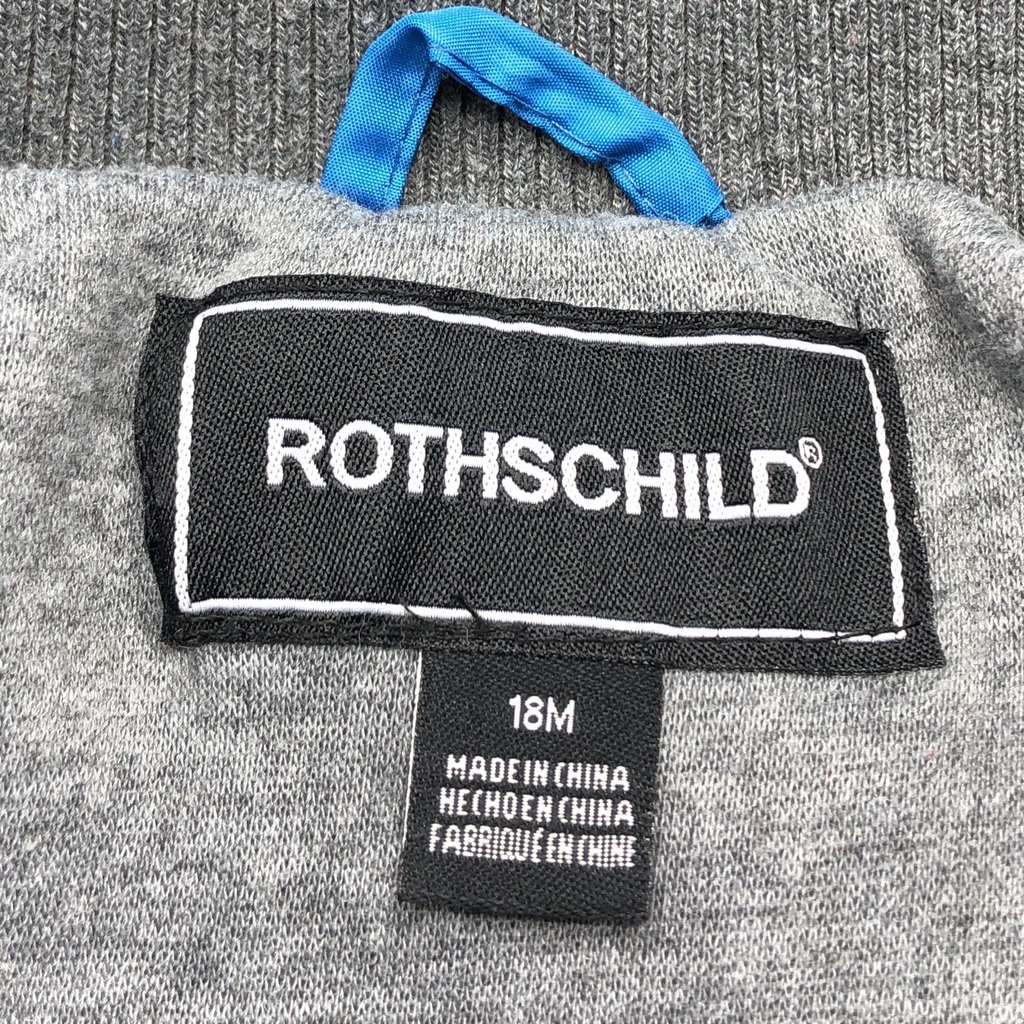 ROTHSCHILD®
18M
MADE IN CHINA
HECHO EN CHINA
FABRIQUÉ EN CHINE